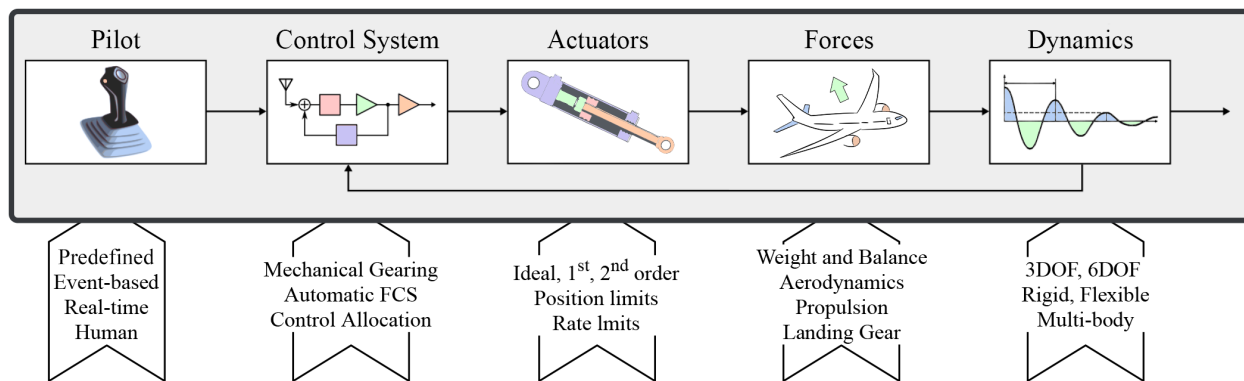 Pilot
Control System
Actuators
Forces
Dynamics
Predefined
Event-based
Real-time
Human
Mechanical Gearing
Automatic FCS
Control Allocation
Ideal, 1st, 2nd order
Position limits
Rate lmits
Weight and Balance
Aerodynamics
Propulsion
Landing Gear
3DOF, 6DOF
Rigid, Flexible
Multi-body